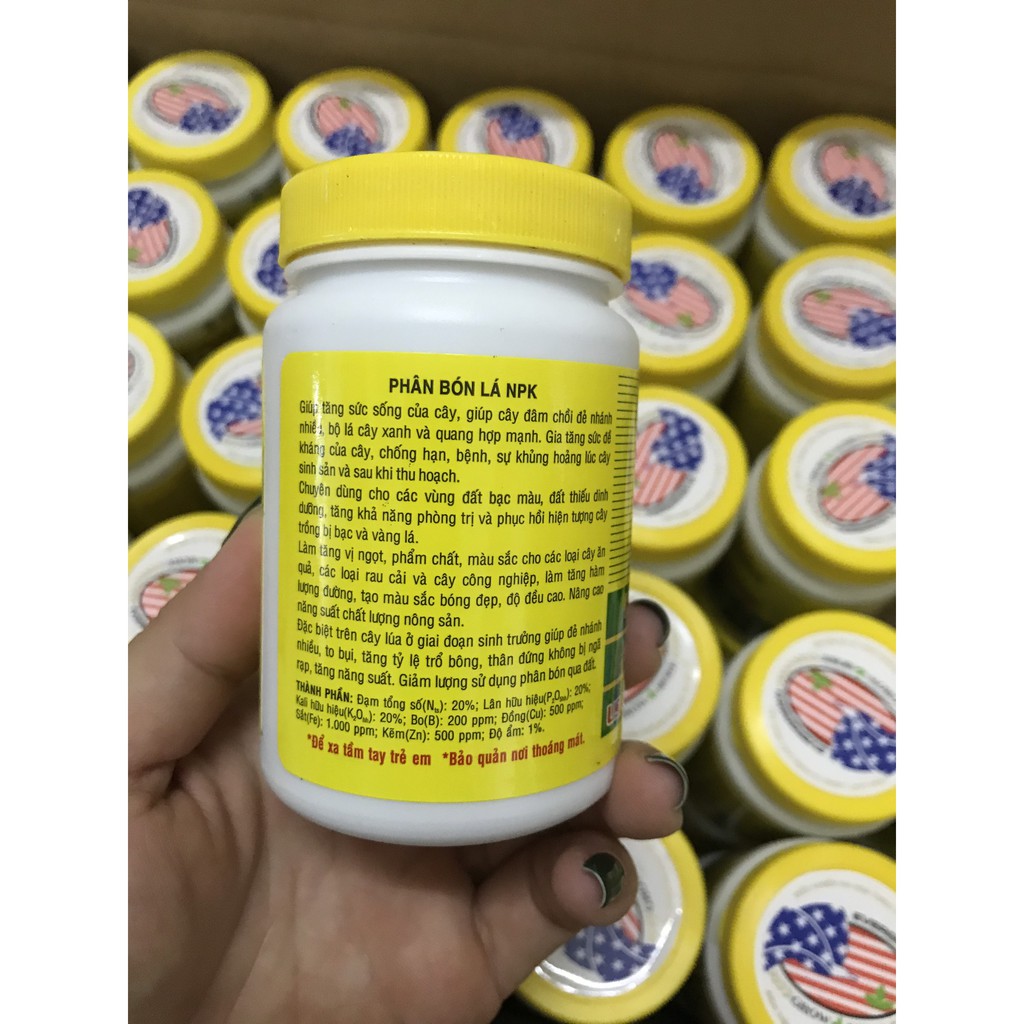 PHÂN BÓN LÁ NPK
Giúp tăng sức sống của cây, giúp cây đâm chồi đẻ nhánh
nhiều, bộ lá cây xanh và quang hợp mạnh. Gia tăng sức đề
kháng của cây, chống hạn, bệnh, sự khủng hoảng lúc cây
sinh sản và sau khi thu hoạch.
Chuyên dùng cho các vùng đất bạc màu, đất thiếu dinh
dưỡng, tăng khả năng phòng trị và phục hồi hiện tượng cây
trồng bị bạc và vàng lá.
Làm tăng vị ngọt, phẩm chất, màu sắc cho các loại cây ăn
quả, các loại rau cải và cây công nghiệp, làm tăng hàm
lượng đường, tạo màu sắc bóng đẹp, độ đều cao. Nâng cao
năng suất chất lượng nông sản.
Đặc biệt trên cây lúa ở giai đoạn sinh trưởng giúp đẻ nhánh
nhiều, to bụi, tăng tỷ lệ trổ bông, thân đứng không bị ngã
rạp, tăng năng suất. Giảm lượng sử dụng phân bón qua đất.
THÀNH PHẦN: Đạm tổng số(Nts): 20%; Lân hữu hiệu(P2O5hh): 20%;
Kali hữu hiệu(K2Ohh): 20%; Bo(B): 200 ppm; Đồng(Cu): 500 ppm;
Sắt(Fe): 1.000 ppm; Kẽm(Zn): 500 ppm; Độ ẩm: 1%.
*Để xa tầm tay trẻ em *Bảo quản nơi thoáng mát.